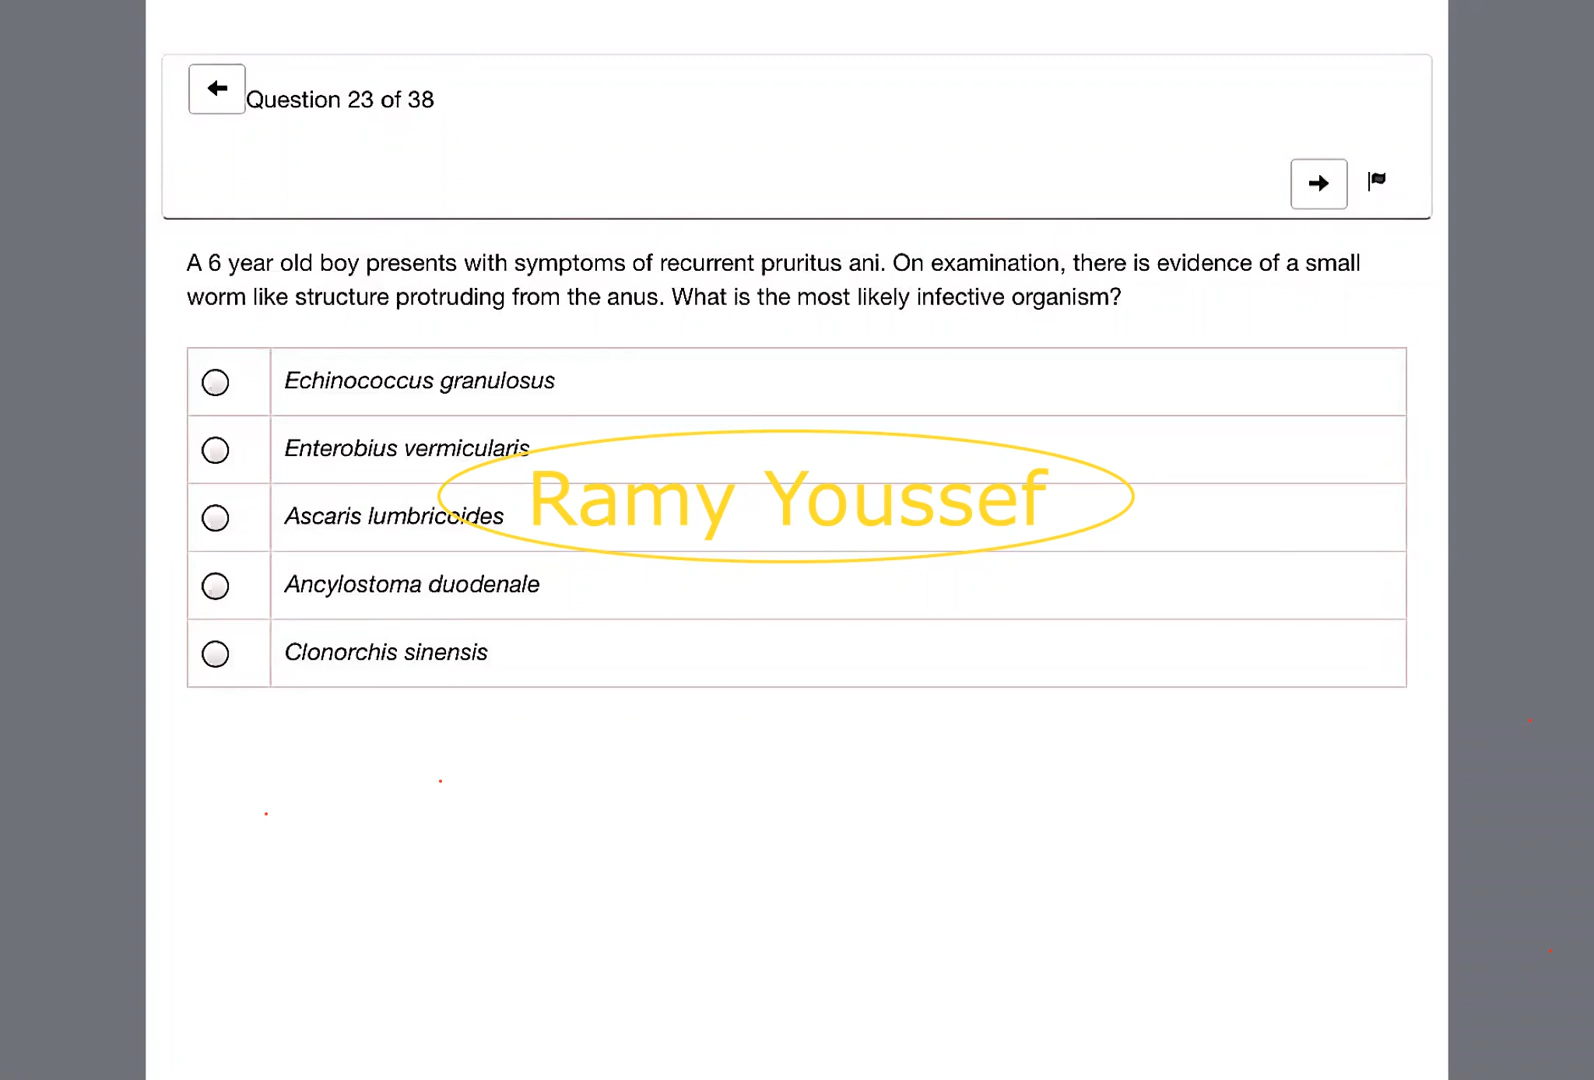 Question 23 of 38
A 6 year old boy presents with symptoms of recurrent pruritus ani. On examination, there is evidence of a small
worm like structure protruding from the anus. What is the most likely infective organism?
Echinococcus granulosus
Enterobius vermicularis
Ascaris lumbricoides
Ramy Youssef
Ancylostoma duodenale
Clonorchis sinensis